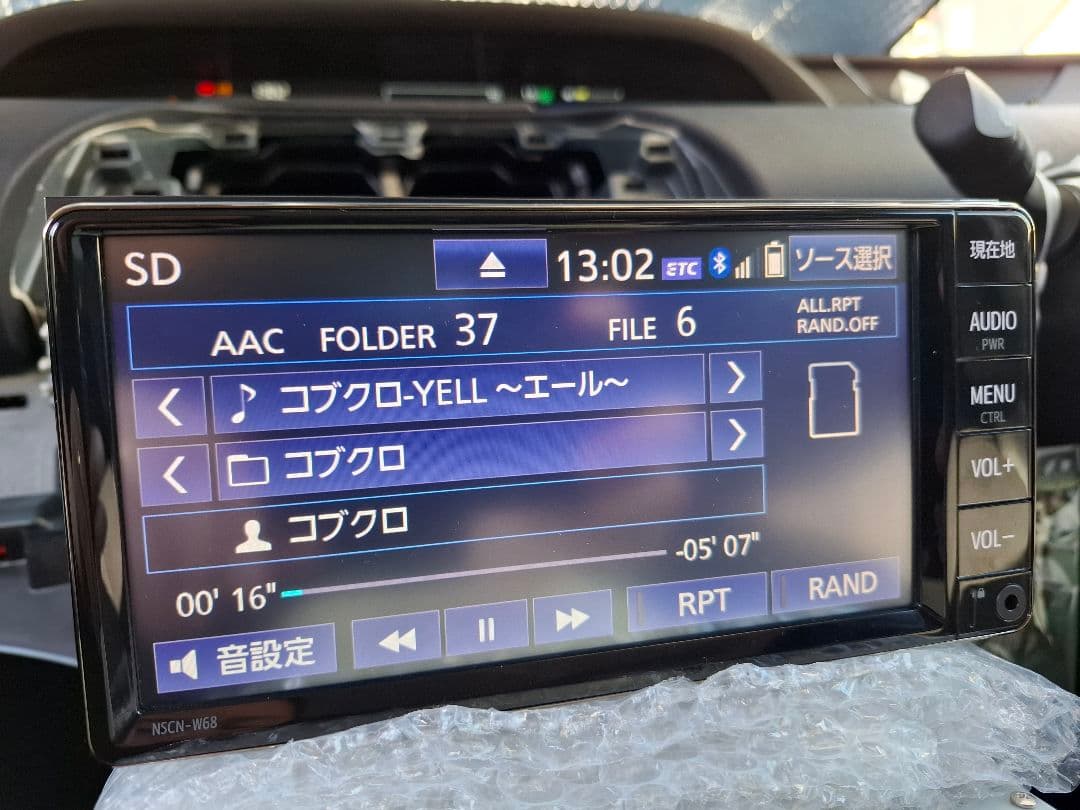 SD
13:02
ETC
ソース選択
AAC FOLDER 37 FILE 6
ALL.RPT
RAND.OFF
コブクロ-YELL ～エール～
コブクロ
コブクロ
00' 16"
-05' 07"
音設定
RPT
RAND
NSCN-W68
現在地
AUDIO
PWR
MENU
CTRL
VOL+
VOL-